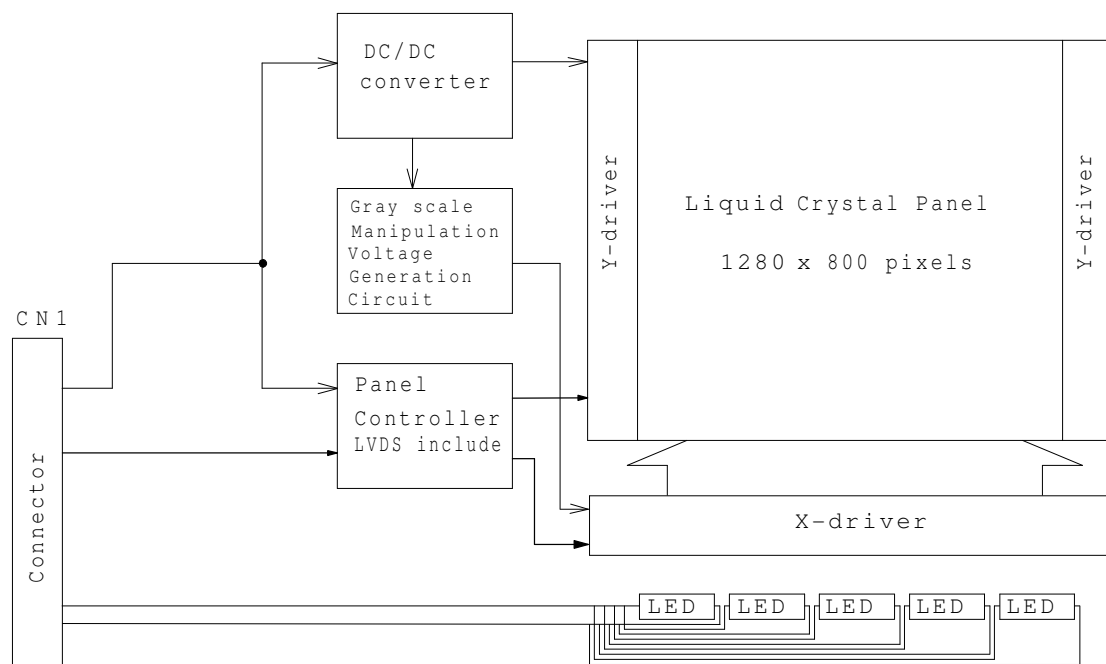 DC/DC
converter
Gray scale
Manipulation
Voltage
Generation
Circuit
Y-driver
Liquid Crystal Panel
1280 x 800 pixels
Y-driver
CN1
Connector
Panel
Controller
LVDS include
X-driver
LED
LED
LED
LED
LED